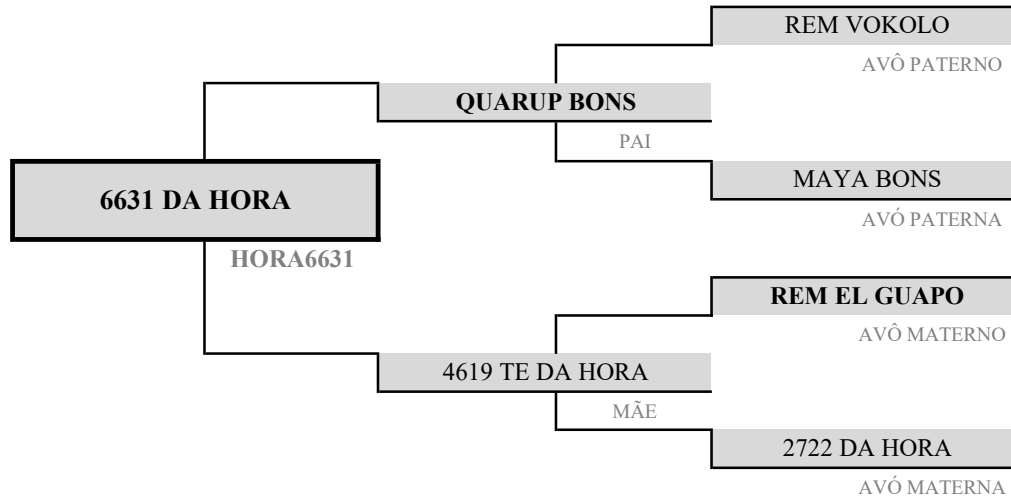 REM VOKOLO
AVÔ PATERNO
QUARUP BONS
PAI
MAYA BONS
AVÓ PATERNA
6631 DA HORA
HORA6631
REM EL GUAPO
AVÔ MATERNO
4619 TE DA HORA
MÃE
2722 DA HORA
AVÓ MATERNA